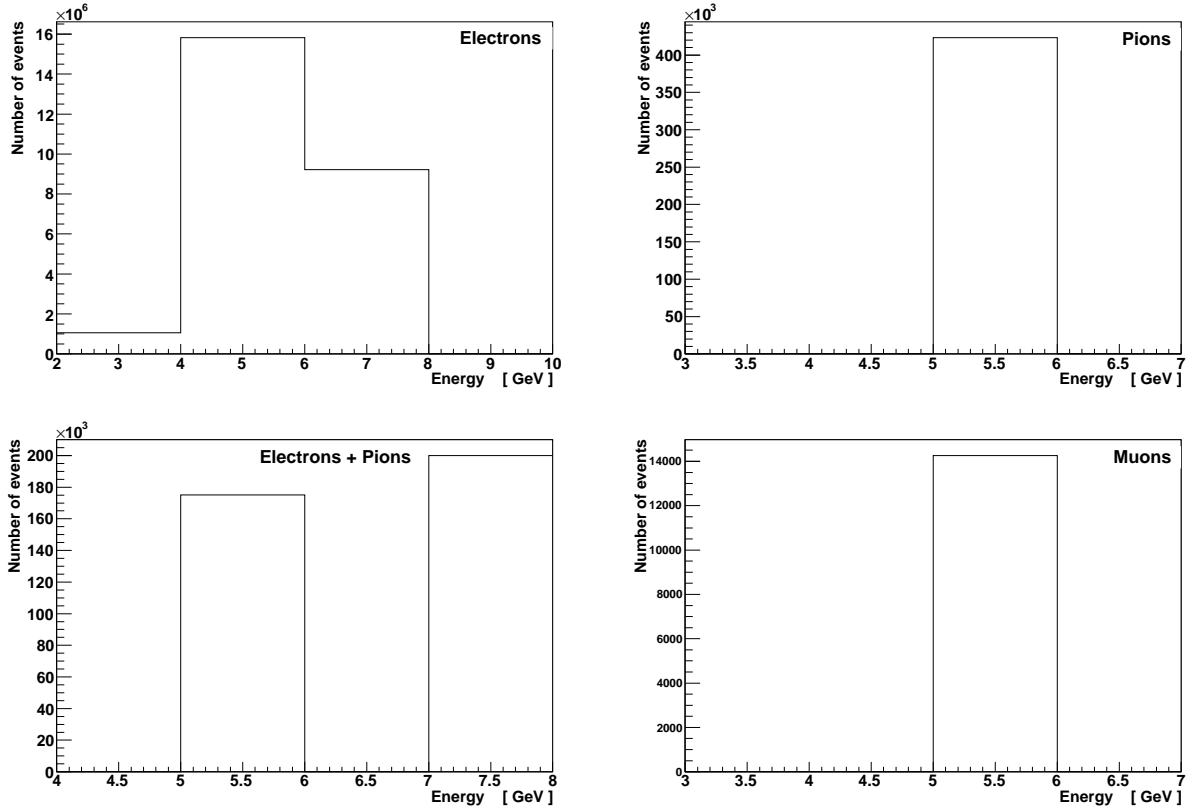 ×10⁶
Electrons
Number of events
16
14
12
10
8
6
4
2
0
2 3 4 5 6 7 8 9 10
Energy [ GeV ]
×10³
Pions
Number of events
400
350
300
250
200
150
100
50
0
3 3.5 4 4.5 5 5.5 6 6.5 7
Energy [ GeV ]
×10³
Electrons + Pions
Number of events
200
180
160
140
120
100
80
60
40
20
0
4 4.5 5 5.5 6 6.5 7 7.5 8
Energy [ GeV ]
Muons
Number of events
14000
12000
10000
8000
6000
4000
2000
0
3 3.5 4 4.5 5 5.5 6 6.5 7
Energy [ GeV ]